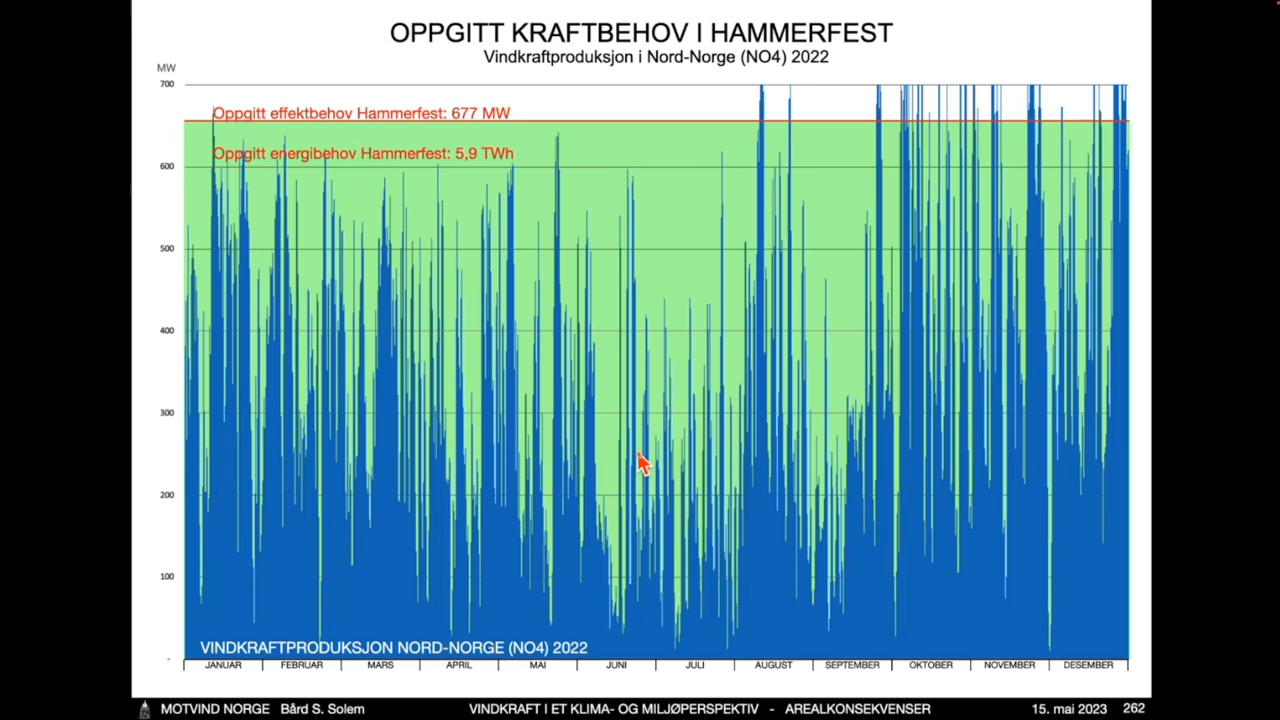 OPPGITT KRAFTBEHOV I HAMMERFEST
Vindkraftproduksjon i Nord-Norge (NO4) 2022
MW
700
Oppgitt effektbehov Hammerfest: 677 MW
Oppgitt energibehov Hammerfest: 5,9 TWh
600
500
400
300
200
100
-
VINDKRAFTPRODUKSJON NORD-NORGE (NO4) 2022
JANUAR FEBRUAR MARS APRIL MAI JUNI JULI AUGUST SEPTEMBER OKTOBER NOVEMBER DESEMBER
MOTVIND NORGE Bård S. Solem VINDKRAFT I ET KLIMA- OG MILJØPERSPEKTIV - AREALKONSEKVENSER 15. mai 2023 262